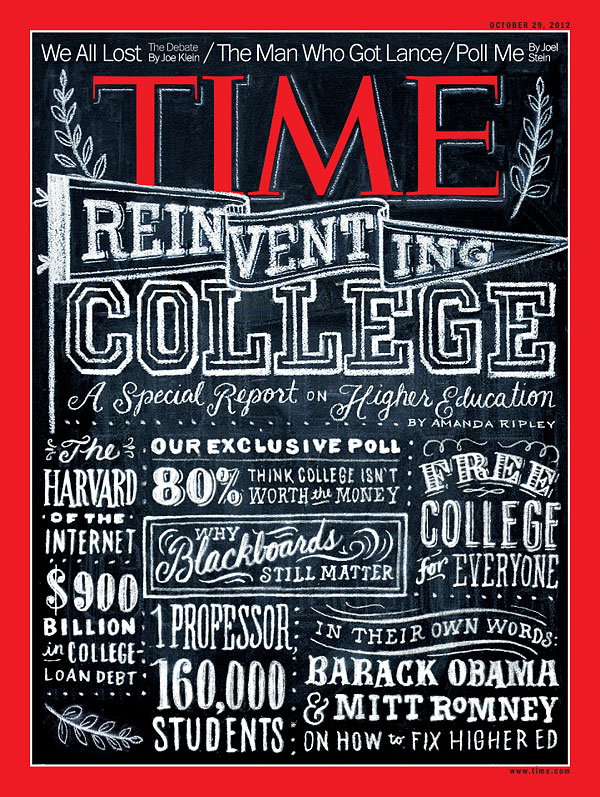 OCTOBER 29, 2012
We All Lost The Debate By Joe Klein / The Man Who Got Lance / Poll Me By Joel Stein
TIME
REINVENTING
COLLEGE
A Special Report on Higher Education
BY AMANDA RIPLEY
The
HARVARD
OF THE
INTERNET
$900
BILLION
in COLLEGE
LOAN DEBT
OUR EXCLUSIVE POLL
80% THINK COLLEGE ISN'T
WORTH the MONEY
WHY
Blackboards
STILL MATTER
1 PROFESSOR,
160,000
STUDENTS
FREE
COLLEGE
for EVERYONE
IN THEIR OWN WORDS:
BARACK OBAMA
& MITT ROMNEY
ON HOW to FIX HIGHER ED
www.time.com